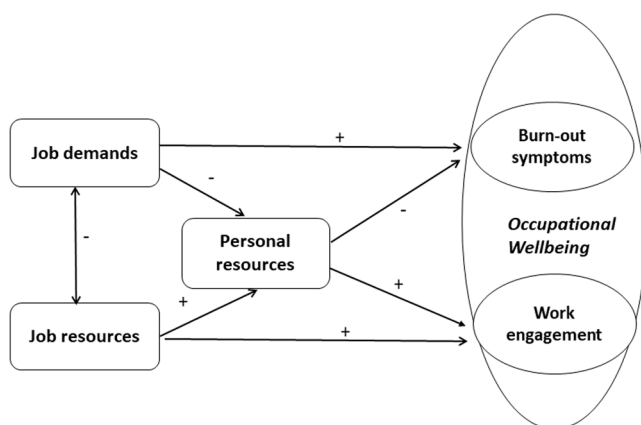 Burn-out
symptoms
+
Job demands
-
-
Occupational
Wellbeing
-
Personal
resources
+
+
Work
engagement
+
Job resources